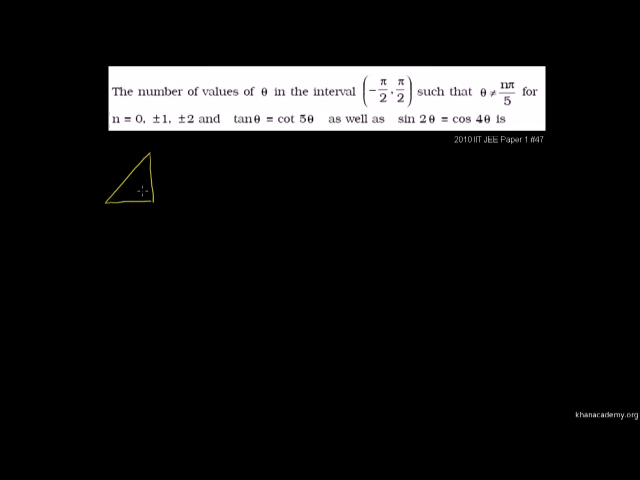 The number of values of θ in the interval (-π/2, π/2) such that θ ≠ nπ/5 for
n = 0, ±1, ±2 and tanθ = cot 5θ as well as sin 2θ = cos 4θ is
2010 IIT JEE Paper 1 #47
khanacademy.org